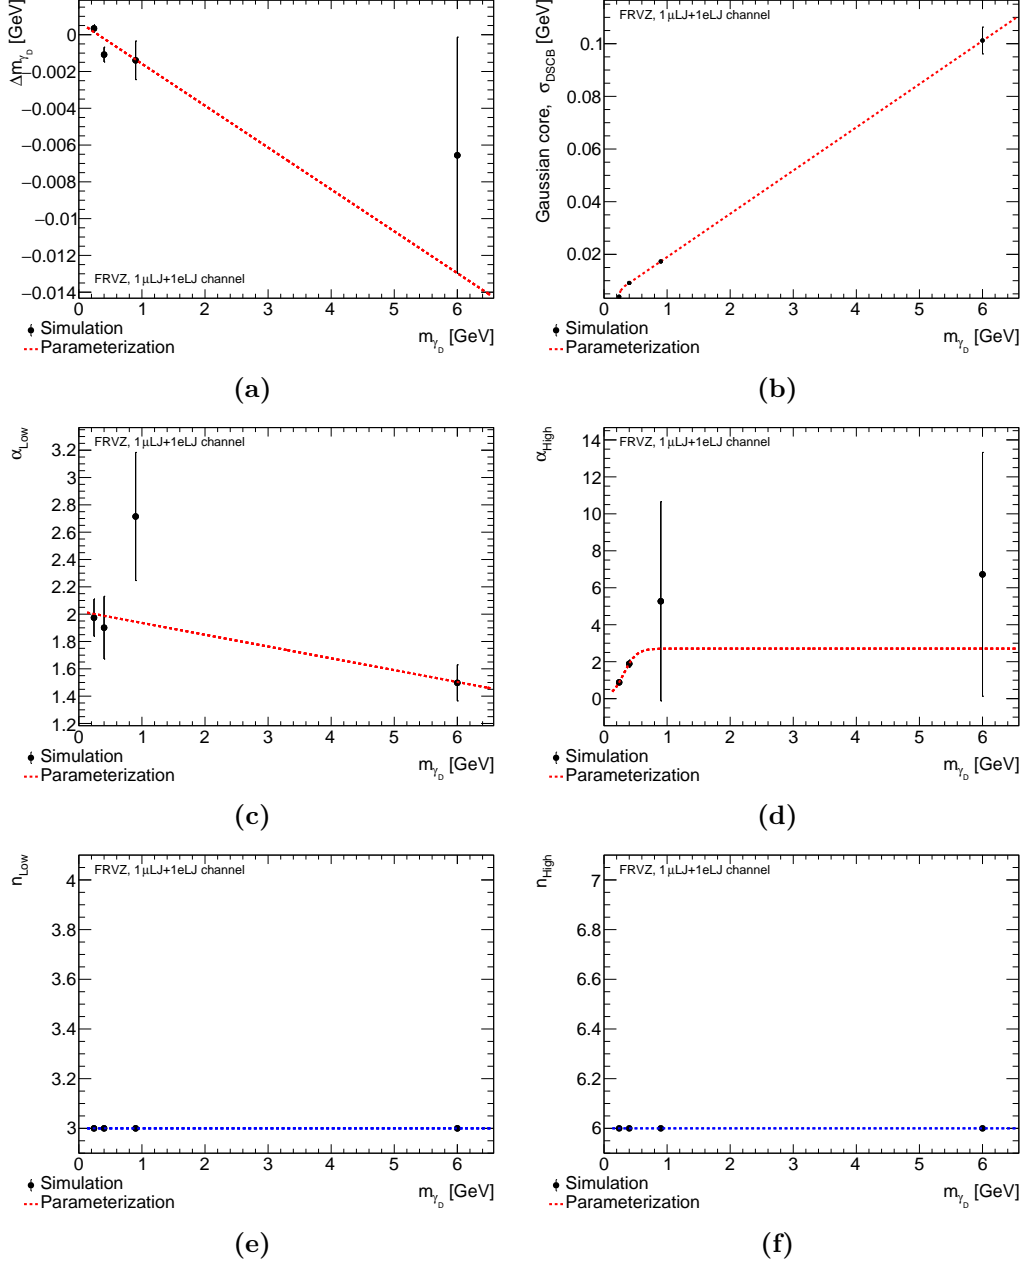 Δm_γD [GeV]
0
−0.002
−0.004
−0.006
−0.008
−0.01
−0.012
−0.014
FRVZ, 1μLJ+1eLJ channel
0 1 2 3 4 5 6
m_γD [GeV]
Simulation
Parameterization
(a)
Gaussian core, σ_DSCB [GeV]
FRVZ, 1μLJ+1eLJ channel
0.1
0.08
0.06
0.04
0.02
0 1 2 3 4 5 6
m_γD [GeV]
Simulation
Parameterization
(b)
α_Low
FRVZ, 1μLJ+1eLJ channel
3.2
3
2.8
2.6
2.4
2.2
2
1.8
1.6
1.4
1.2
0 1 2 3 4 5 6
m_γD [GeV]
Simulation
Parameterization
(c)
α_High
FRVZ, 1μLJ+1eLJ channel
14
12
10
8
6
4
2
0
0 1 2 3 4 5 6
m_γD [GeV]
Simulation
Parameterization
(d)
n_Low
FRVZ, 1μLJ+1eLJ channel
4
3.8
3.6
3.4
3.2
3
0 1 2 3 4 5 6
m_γD [GeV]
Simulation
Parameterization
(e)
n_High
FRVZ, 1μLJ+1eLJ channel
7
6.8
6.6
6.4
6.2
6
0 1 2 3 4 5 6
m_γD [GeV]
Simulation
Parameterization
(f)